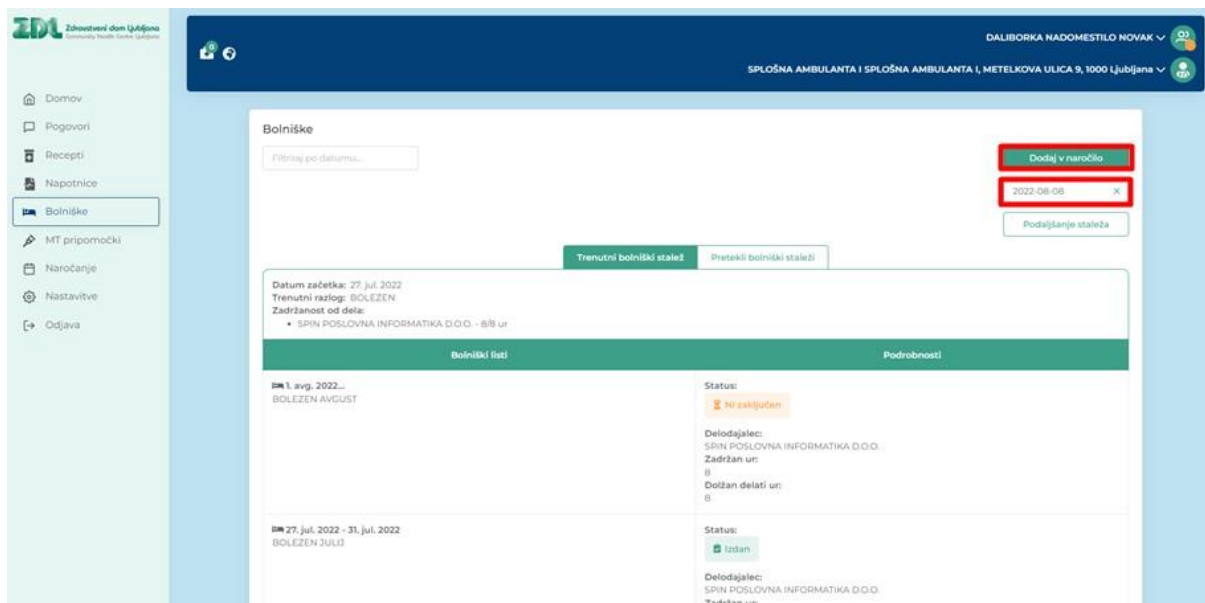 ZDL Zdravstveni dom Ljubljana
Community Health Centre Ljubljana
Domov
Pogovori
Recepti
Napotnice
Bolniške
MT pripomočki
Naročanje
Nastavitve
Odjava
0
DALIBORKA NADOMESTILO NOVAK
SPLOŠNA AMBULANTA I SPLOŠNA AMBULANTA I, METELKOVA ULICA 9, 1000 Ljubljana
Bolniške
Filtriraj po datumu...
Dodaj v naročilo
2022-08-08 ×
Podaljšanje staleža
Trenutni bolniški stalež Pretekli bolniški staleži
Datum začetka: 27. jul. 2022
Trenutni razlog: BOLEZEN
Zadržanost od dela:
• SPIN POSLOVNA INFORMATIKA D.O.O. - 8/8 ur
Bolniški listi Podrobnosti
1. avg. 2022...
BOLEZEN AVGUST
Status:
Ni zaključen
Delodajalec:
SPIN POSLOVNA INFORMATIKA D.O.O.
Zadržan ur:
8
Dolžan delati ur:
8
27. jul. 2022 - 31. jul. 2022
BOLEZEN JULIJ
Status:
Izdan
Delodajalec:
SPIN POSLOVNA INFORMATIKA D.O.O.
Zadržan ur: